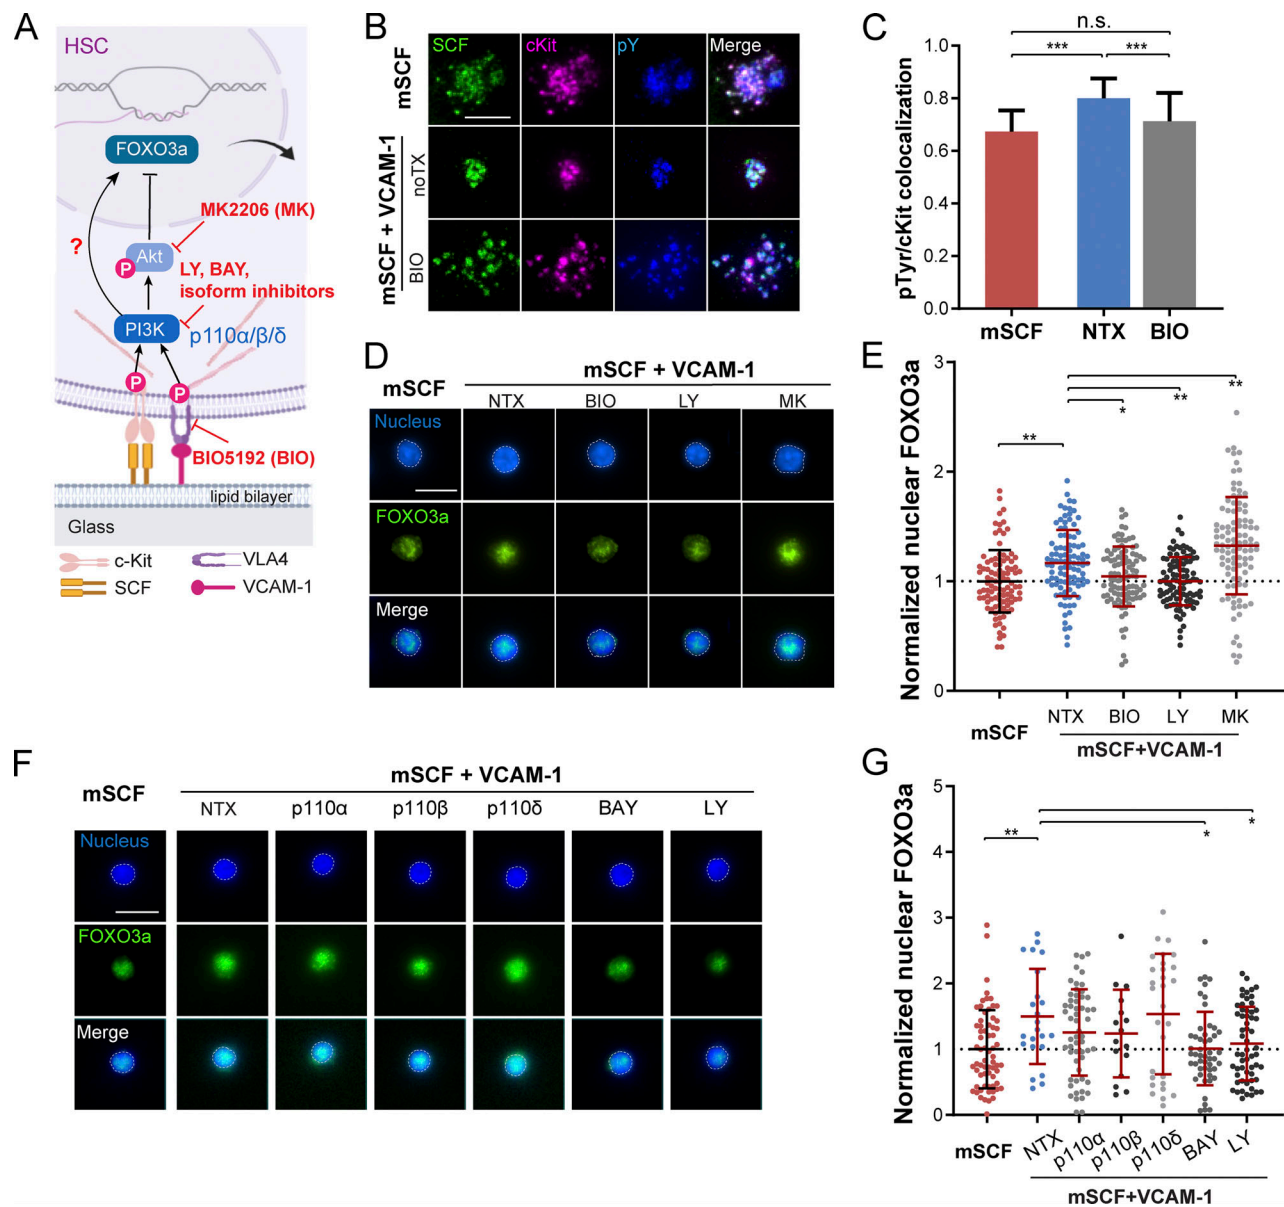 A
HSC
FOXO3a
MK2206 (MK)
?
Akt
P
LY, BAY,
isoform inhibitors
PI3K
p110α/β/δ
P
P
BIO5192 (BIO)
lipid bilayer
Glass
c-Kit
VLA4
SCF
VCAM-1
B
SCF
cKit
pY
Merge
mSCF
mSCF + VCAM-1
noTX
BIO
C
n.s.
***
***
pTyr/cKit colocalization
1.0
0.8
0.6
0.4
0.2
0.0
mSCF
NTX
BIO
D
mSCF
mSCF + VCAM-1
NTX
BIO
LY
MK
Nucleus
FOXO3a
Merge
E
Normalized nuclear FOXO3a
3
2
1
0
**
*
**
**
mSCF
NTX
BIO
LY
MK
mSCF+VCAM-1
F
mSCF
mSCF + VCAM-1
NTX
p110α
p110β
p110δ
BAY
LY
Nucleus
FOXO3a
Merge
G
Normalized nuclear FOXO3a
5
4
3
2
1
0
**
*
*
mSCF
NTX
p110α
p110β
p110δ
BAY
LY
mSCF+VCAM-1